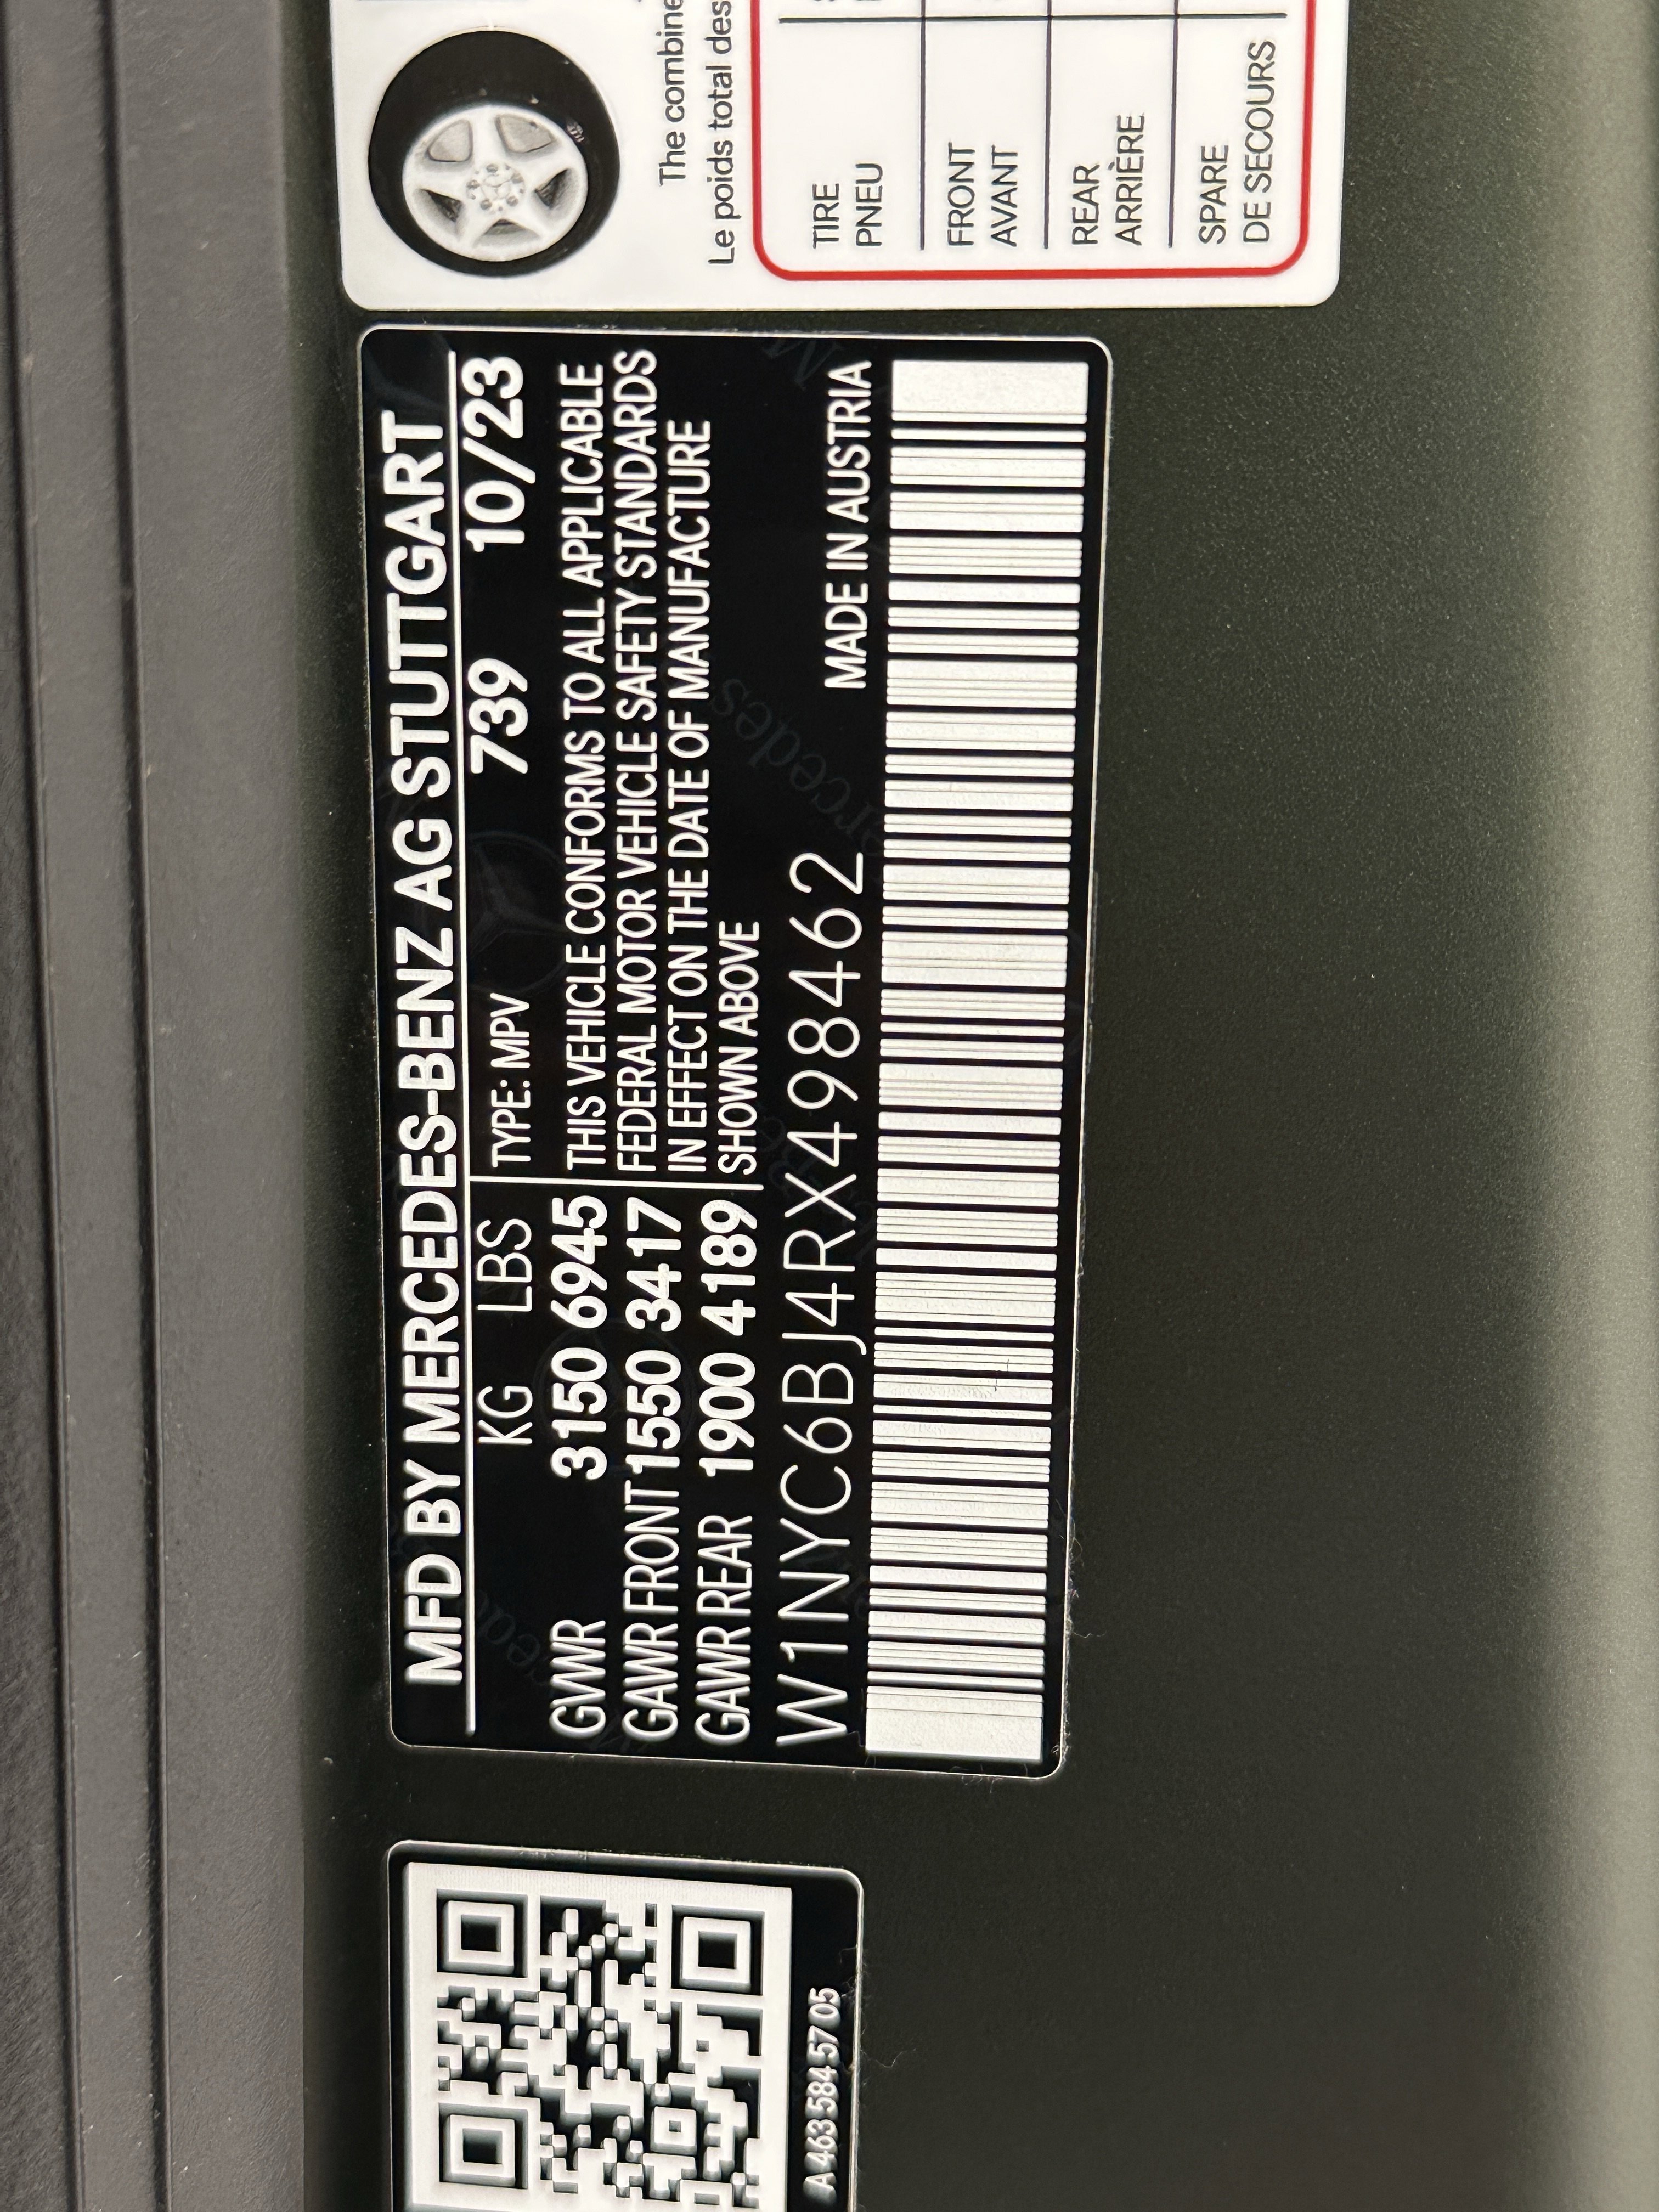 MFD BY MERCEDES-BENZ AG STUTTGART
KG LBS
TYPE: MPV 739 10/23
GVWR 3150 6945
GAWR FRONT 1550 3417
GAWR REAR 1900 4189
THIS VEHICLE CONFORMS TO ALL APPLICABLE
FEDERAL MOTOR VEHICLE SAFETY STANDARDS
IN EFFECT ON THE DATE OF MANUFACTURE
SHOWN ABOVE
MADE IN AUSTRIA
W1NYC6BJ4RX498462
A 463 584 57 05
The combine
Le poids total des
TIRE
PNEU
FRONT
AVANT
REAR
ARRIÈRE
SPARE
DE SECOURS